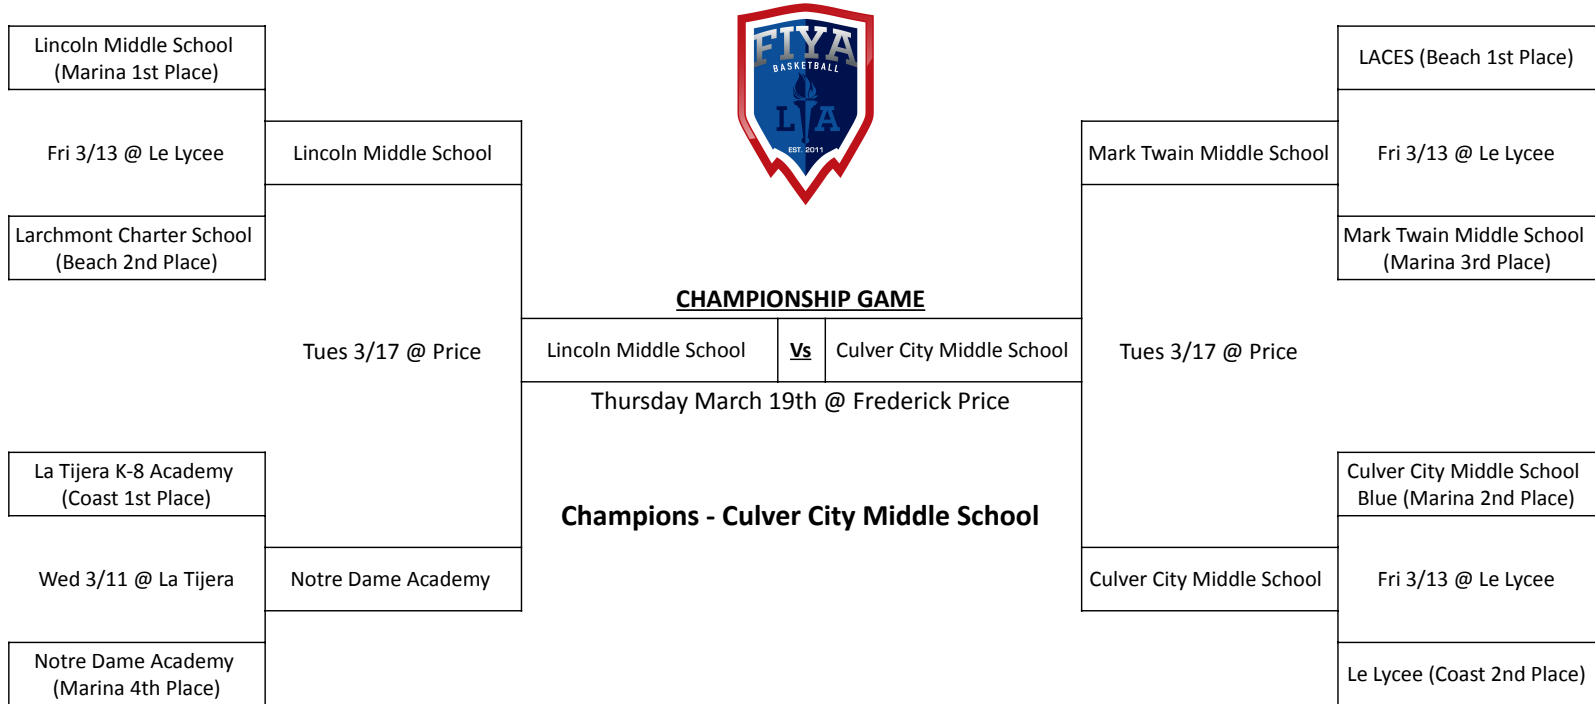 FIYA
BASKETBALL
L A
EST. 2011
Lincoln Middle School
(Marina 1st Place)
Fri 3/13 @ Le Lycee
Larchmont Charter School
(Beach 2nd Place)
Lincoln Middle School
Tues 3/17 @ Price
La Tijera K-8 Academy
(Coast 1st Place)
Wed 3/11 @ La Tijera
Notre Dame Academy
(Marina 4th Place)
Notre Dame Academy
CHAMPIONSHIP GAME
Lincoln Middle School Vs Culver City Middle School
Thursday March 19th @ Frederick Price
Champions - Culver City Middle School
Mark Twain Middle School
Tues 3/17 @ Price
Culver City Middle School
LACES (Beach 1st Place)
Fri 3/13 @ Le Lycee
Mark Twain Middle School
(Marina 3rd Place)
Culver City Middle School
Blue (Marina 2nd Place)
Fri 3/13 @ Le Lycee
Le Lycee (Coast 2nd Place)